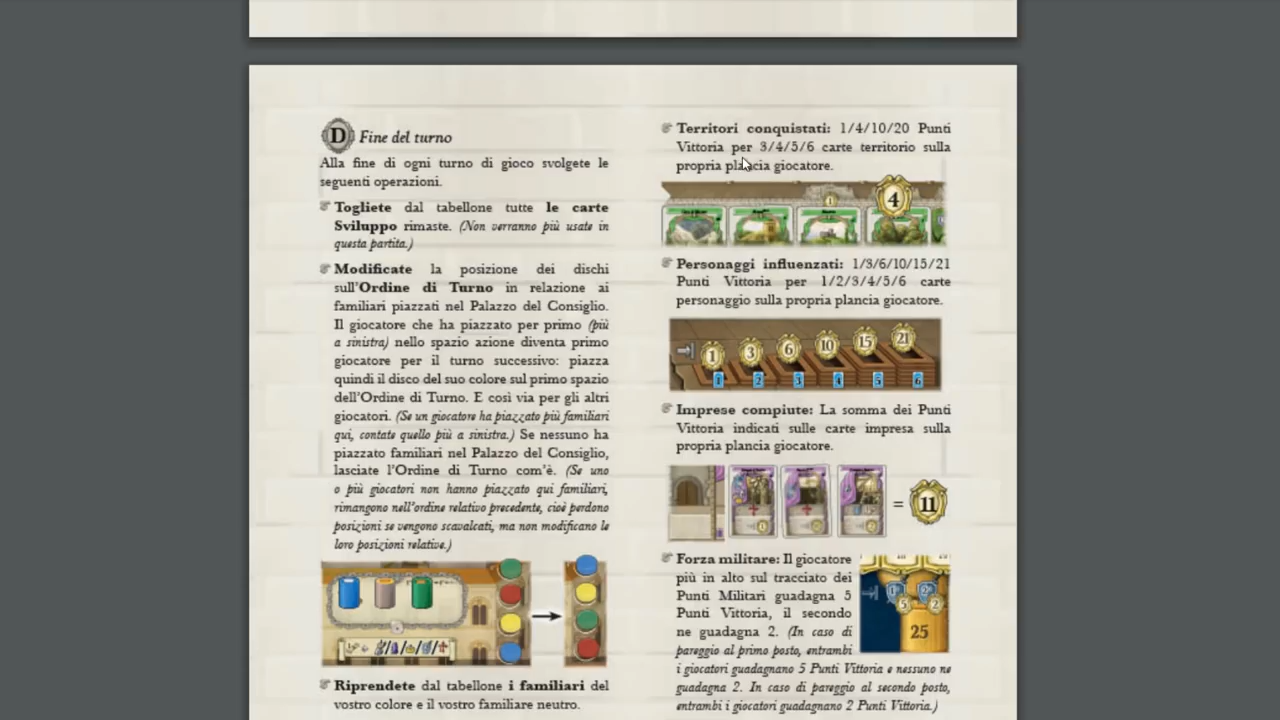 D Fine del turno
Alla fine di ogni turno di gioco svolgete le
seguenti operazioni.
Togliete dal tabellone tutte le carte
Sviluppo rimaste. (Non verranno più usate in
questa partita.)
Modificate la posizione dei dischi
sull'Ordine di Turno in relazione ai
familiari piazzati nel Palazzo del Consiglio.
Il giocatore che ha piazzato per primo (più
a sinistra) nello spazio azione diventa primo
giocatore per il turno successivo: piazza
quindi il disco del suo colore sul primo spazio
dell'Ordine di Turno. E così via per gli altri
giocatori. (Se un giocatore ha piazzato più familiari
qui, contate quello più a sinistra.) Se nessuno ha
piazzato familiari nel Palazzo del Consiglio,
lasciate l'Ordine di Turno com'è. (Se uno
o più giocatori non hanno piazzato qui familiari,
rimangono nell'ordine relativo precedente, cioè perdono
posizioni se vengono scavalcati, ma non modificano le
loro posizioni relative.)
Riprendete dal tabellone i familiari del
vostro colore e il vostro familiare neutro.
Territori conquistati: 1/4/10/20 Punti
Vittoria per 3/4/5/6 carte territorio sulla
propria plancia giocatore.
1 4
Personaggi influenzati: 1/3/6/10/15/21
Punti Vittoria per 1/2/3/4/5/6 carte
personaggio sulla propria plancia giocatore.
1 3 6 10 15 21
1 2 3 4 5 6
Imprese compiute: La somma dei Punti
Vittoria indicati sulle carte impresa sulla
propria plancia giocatore.
= 11
Forza militare: Il giocatore
più in alto sul tracciato dei
Punti Militari guadagna 5
Punti Vittoria, il secondo
ne guadagna 2. (In caso di
pareggio al primo posto, entrambi
i giocatori guadagnano 5 Punti Vittoria e nessuno ne
guadagna 2. In caso di pareggio al secondo posto,
entrambi i giocatori guadagnano 2 Punti Vittoria.)
5 2
25